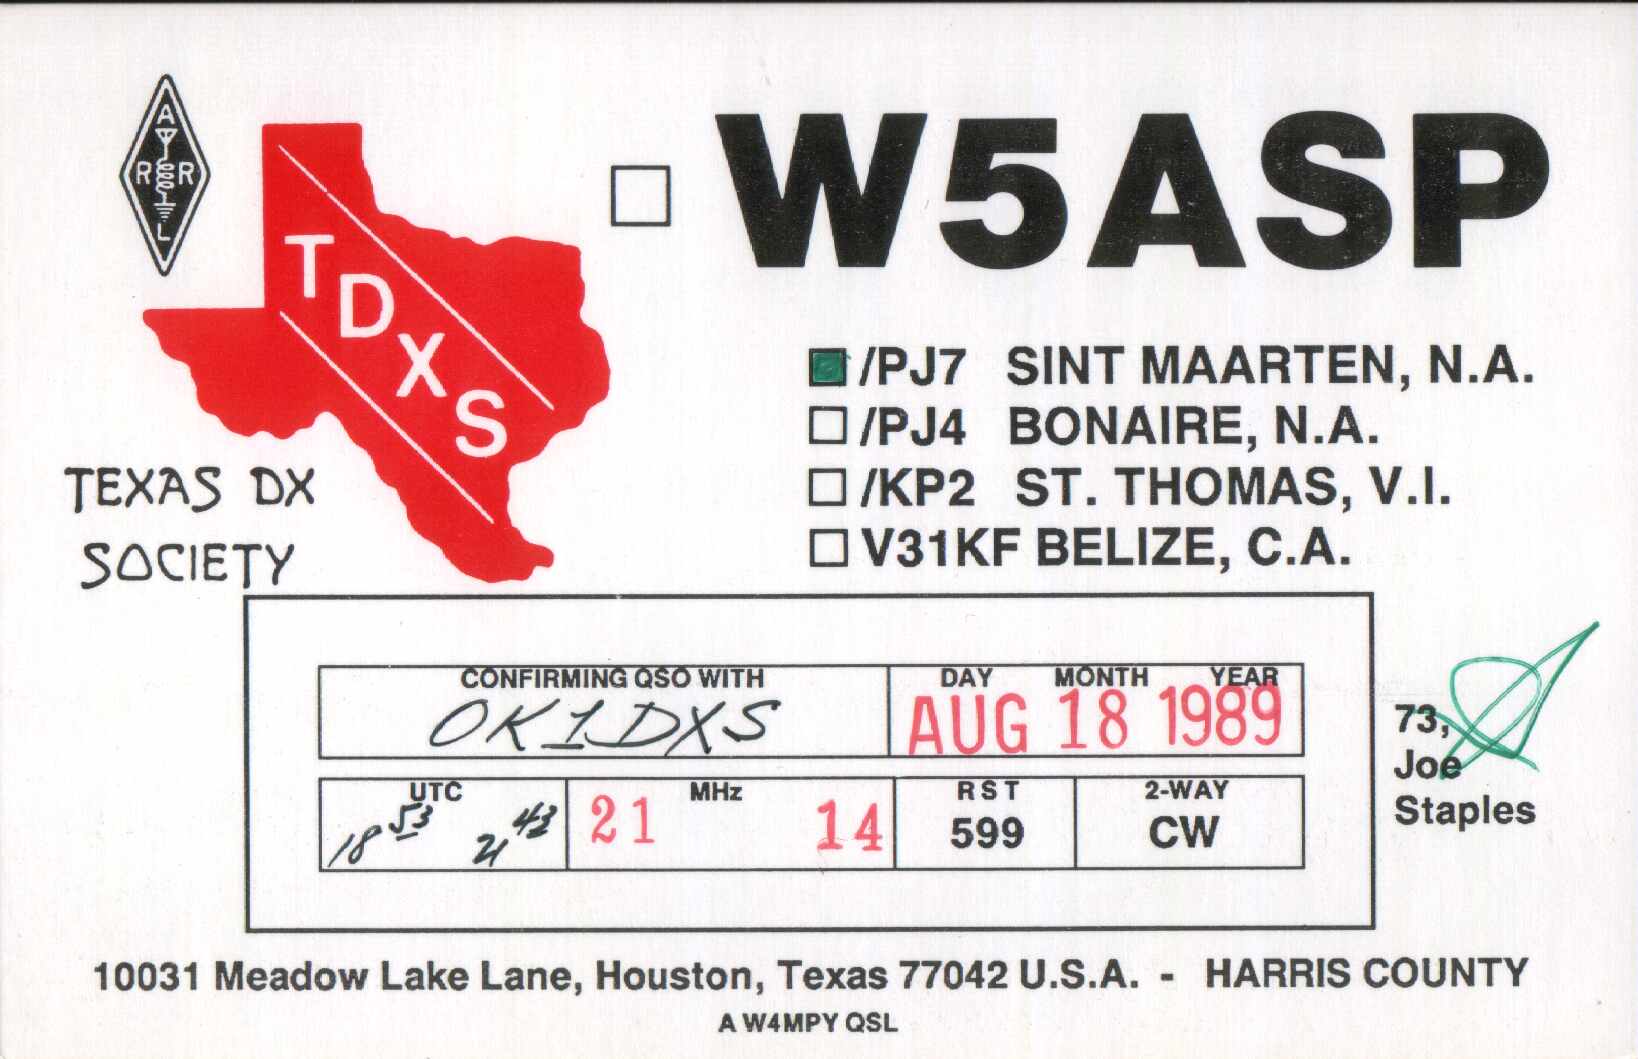 ARRL
T
D
X
S
TEXAS DX
SOCIETY
W5ASP
/PJ7 SINT MAARTEN, N.A.
/PJ4 BONAIRE, N.A.
/KP2 ST. THOMAS, V.I.
V31KF BELIZE, C.A.
CONFIRMING QSO WITH DAY MONTH YEAR
OK1DXS AUG 18 1989
UTC MHz RST 2-WAY
18 53 21 43 21 14 599 CW
73,
Joe
Staples
10031 Meadow Lake Lane, Houston, Texas 77042 U.S.A. - HARRIS COUNTY
A W4MPY QSL